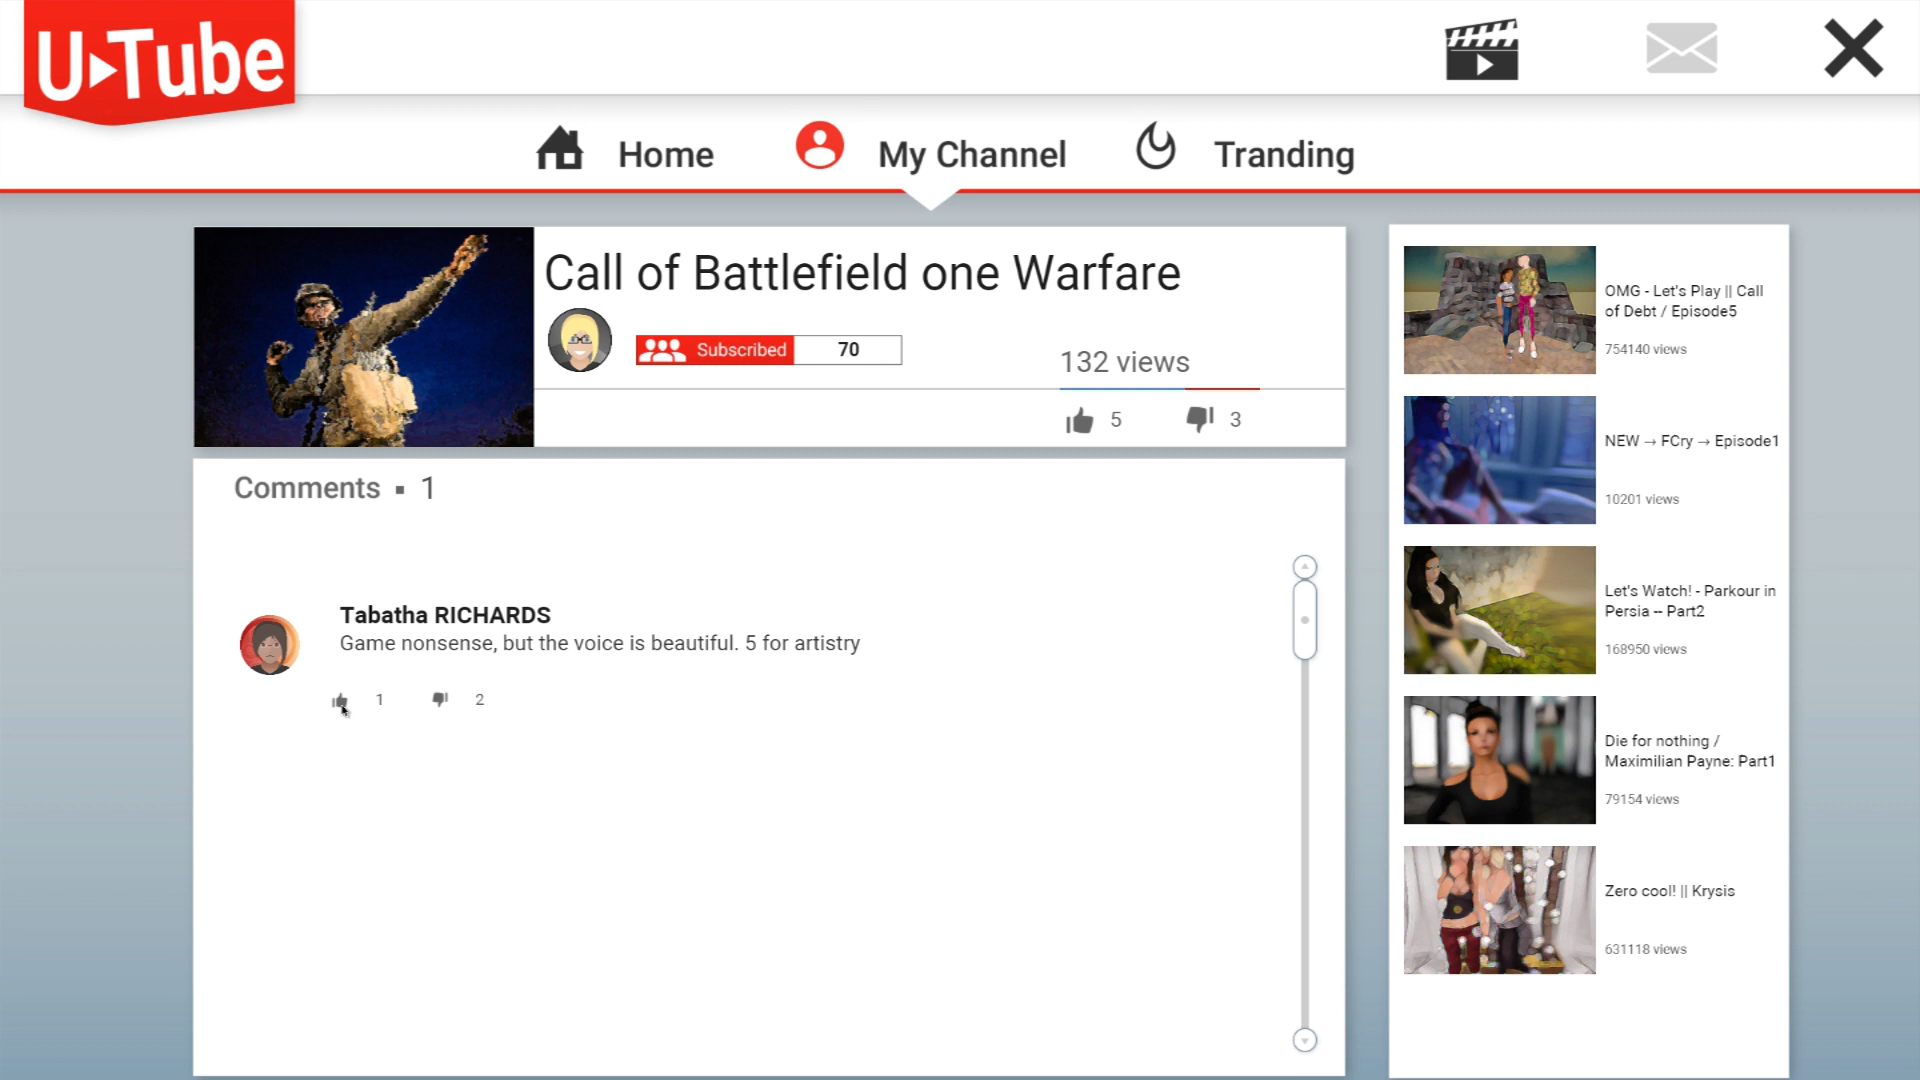 U Tube
Home
My Channel
Tranding
Call of Battlefield one Warfare
Subscribed 70
132 views
5 3
Comments ▪ 1
Tabatha RICHARDS
Game nonsense, but the voice is beautiful. 5 for artistry
1 2
OMG - Let's Play || Call
of Debt / Episode5
754140 views
NEW → FCry → Episode1
10201 views
Let's Watch! - Parkour in
Persia -- Part2
168950 views
Die for nothing /
Maximilian Payne: Part1
79154 views
Zero cool! || Krysis
631118 views